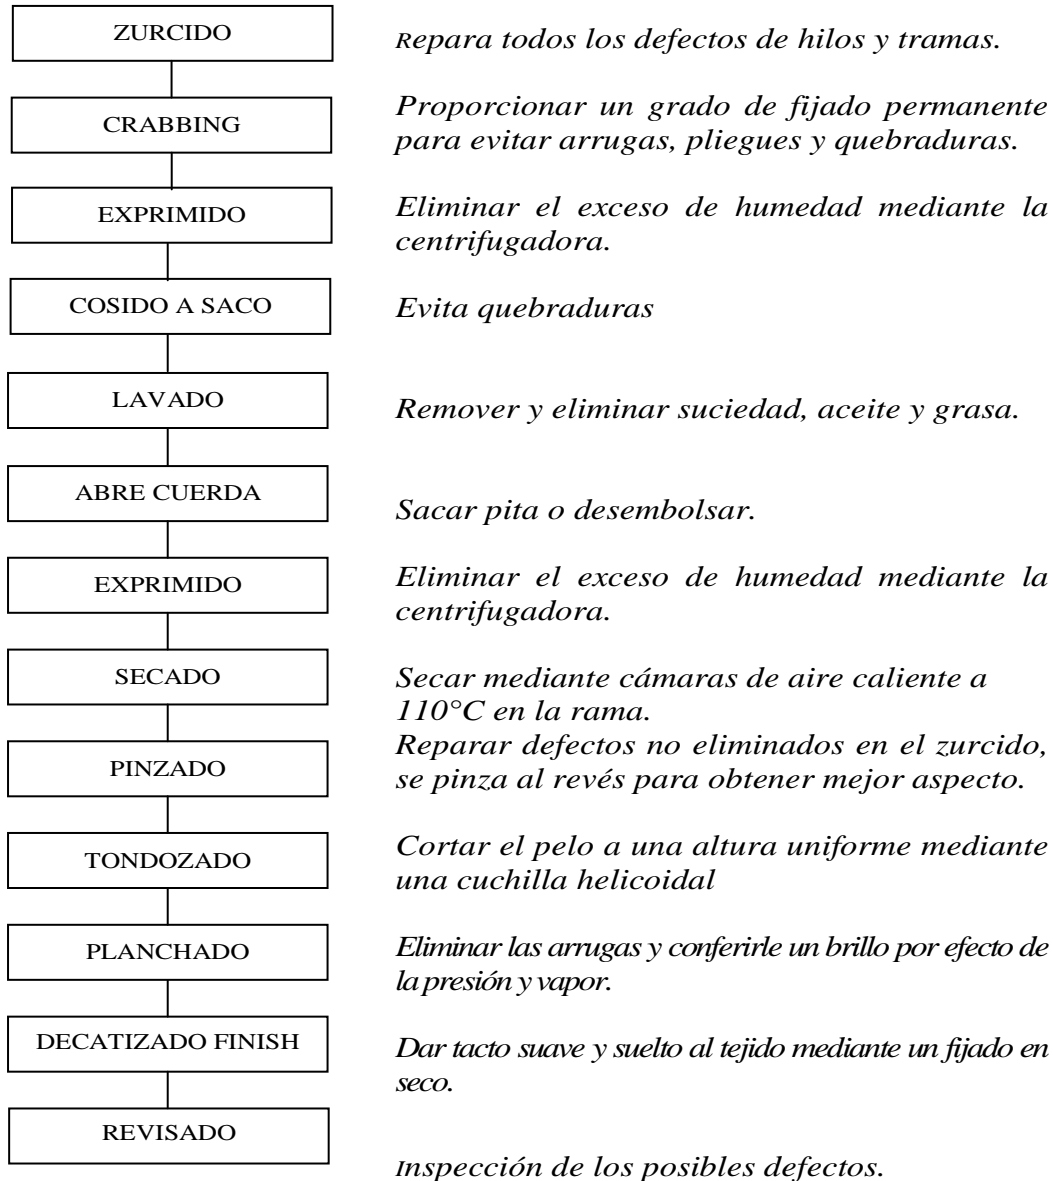 ZURCIDO
Repara todos los defectos de hilos y tramas.
CRABBING
Proporcionar un grado de fijado permanente
para evitar arrugas, pliegues y quebraduras.
EXPRIMIDO
Eliminar el exceso de humedad mediante la
centrifugadora.
COSIDO A SACO
Evita quebraduras
LAVADO
Remover y eliminar suciedad, aceite y grasa.
ABRE CUERDA
Sacar pita o desembolsar.
EXPRIMIDO
Eliminar el exceso de humedad mediante la
centrifugadora.
SECADO
Secar mediante cámaras de aire caliente a
110°C en la rama.
PINZADO
Reparar defectos no eliminados en el zurcido,
se pinza al revés para obtener mejor aspecto.
TONDOZADO
Cortar el pelo a una altura uniforme mediante
una cuchilla helicoidal
PLANCHADO
Eliminar las arrugas y conferirle un brillo por efecto de
la presión y vapor.
DECATIZADO FINISH
Dar tacto suave y suelto al tejido mediante un fijado en
seco.
REVISADO
Inspección de los posibles defectos.